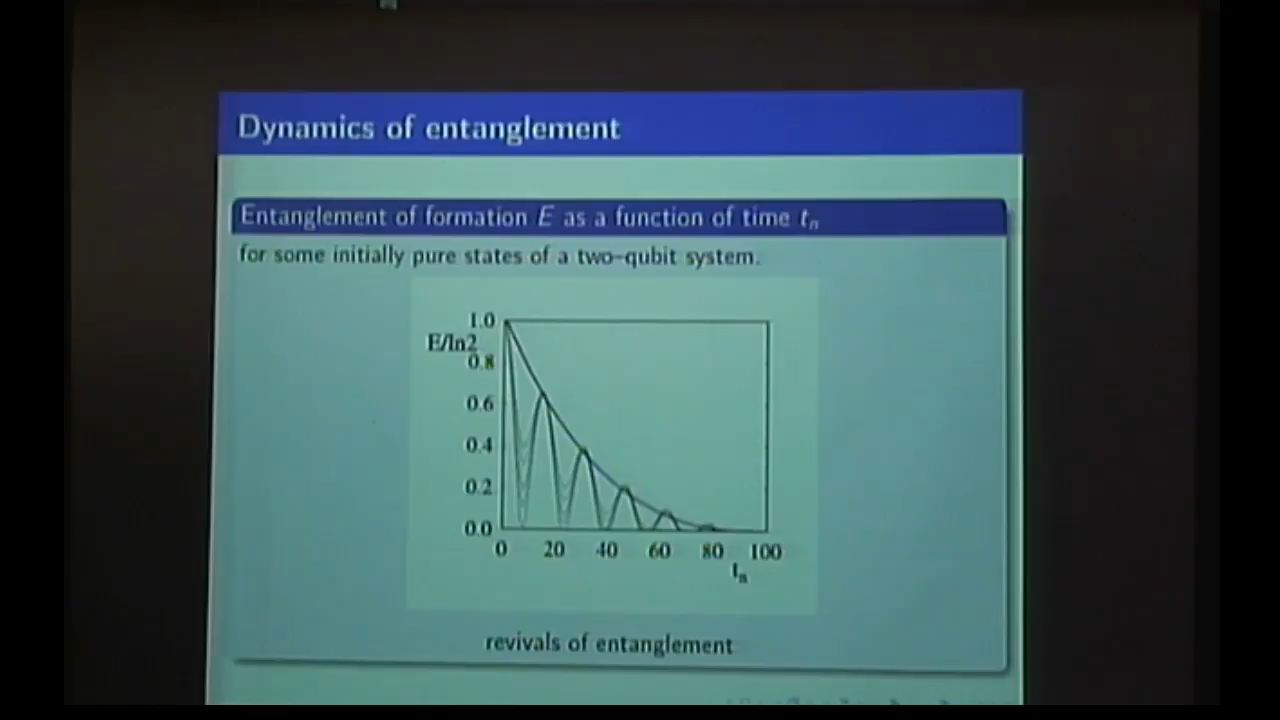 Dynamics of entanglement
Entanglement of formation E as a function of time tₙ
for some initially pure states of a two-qubit system.
1.0
E/ln2
0.8
0.6
0.4
0.2
0.0
0 20 40 60 80 100
tₙ
revivals of entanglement